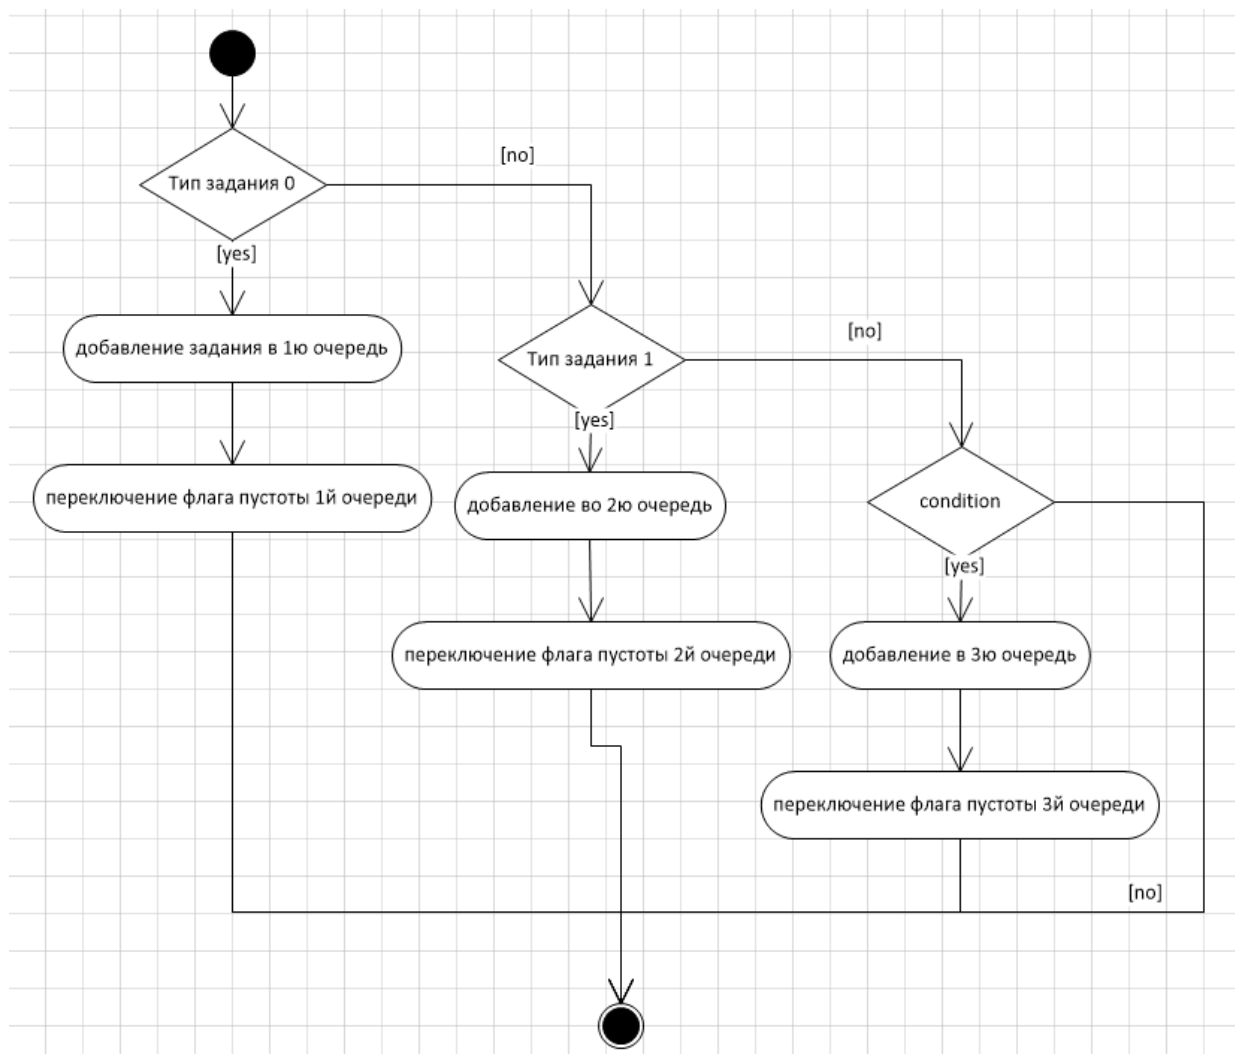 [no]
Тип задания 0
[yes]
[no]
добавление задания в 1ю очередь
Тип задания 1
[yes]
переключение флага пустоты 1й очереди
добавление во 2ю очередь
condition
[yes]
переключение флага пустоты 2й очереди
добавление в 3ю очередь
переключение флага пустоты 3й очереди
[no]